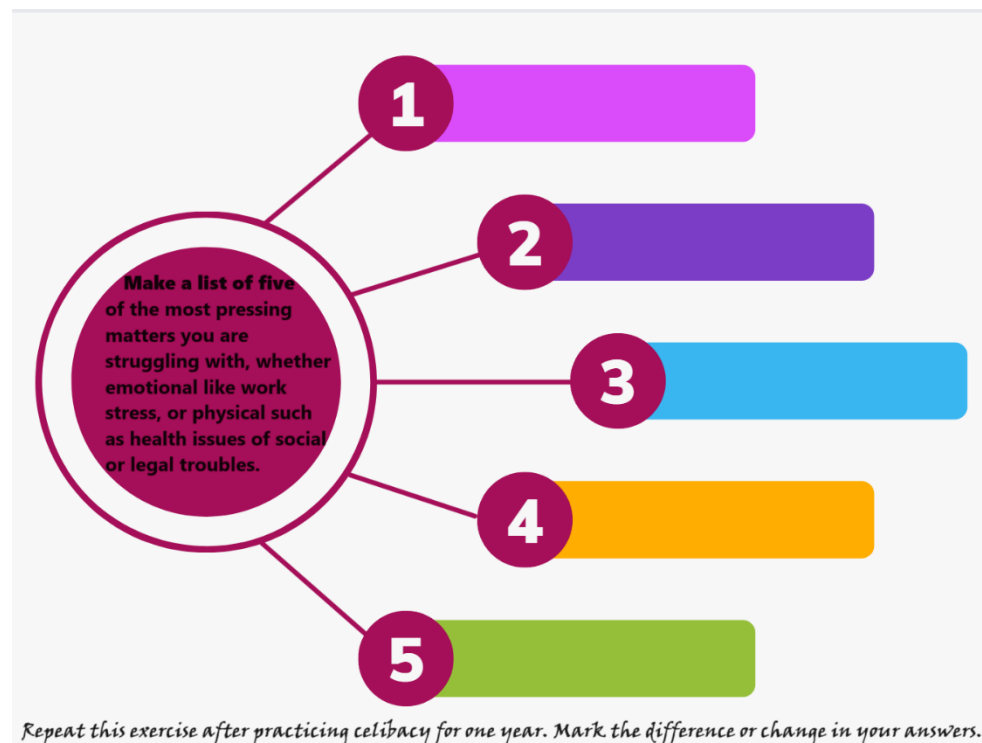 1
2
Make a list of five
of the most pressing
matters you are
struggling with, whether
emotional like work
stress, or physical such
as health issues of social
or legal troubles.
3
4
5
Repeat this exercise after practicing celibacy for one year. Mark the difference or change in your answers.